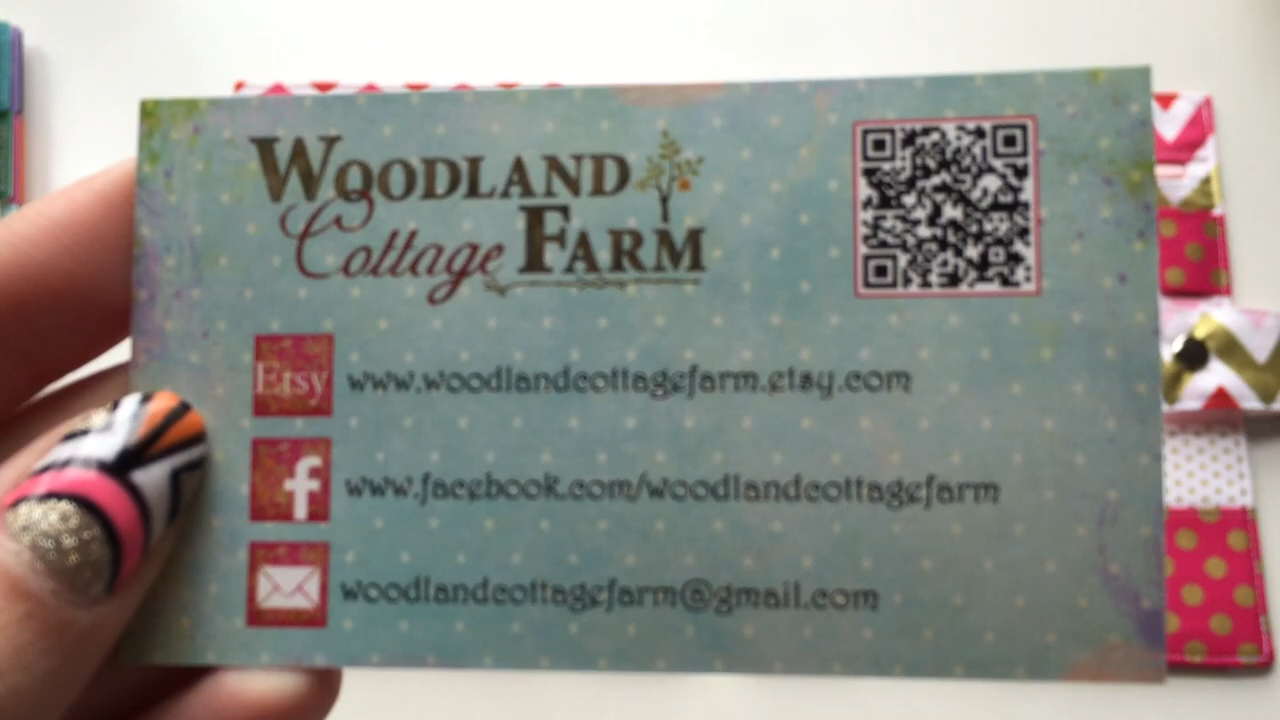 WOODLAND
Cottage FARM
Etsy www.woodlandcottagefarm.etsy.com
f www.facebook.com/woodlandcottagefarm
woodlandcottagefarm@gmail.com